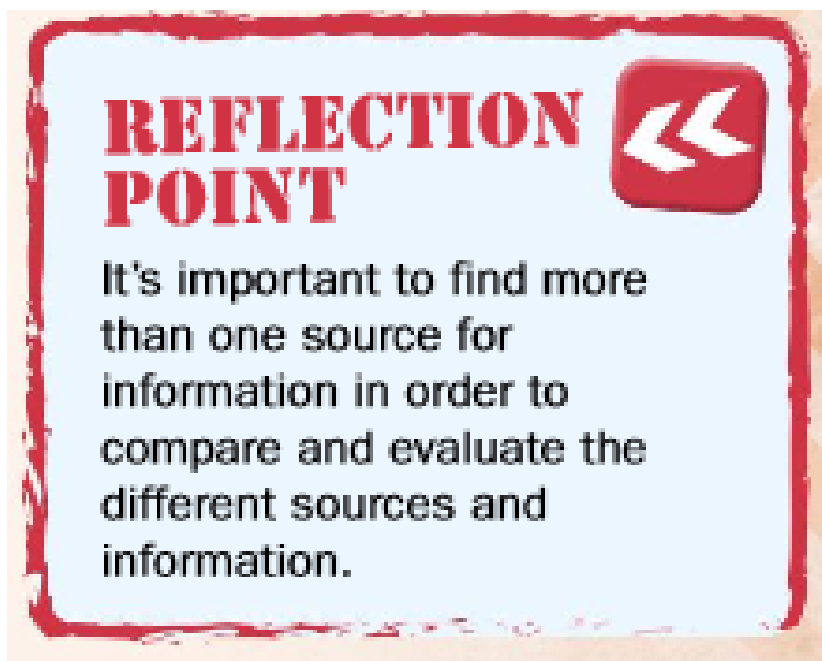 REFLECTION
POINT
It's important to find more
than one source for
information in order to
compare and evaluate the
different sources and
information.